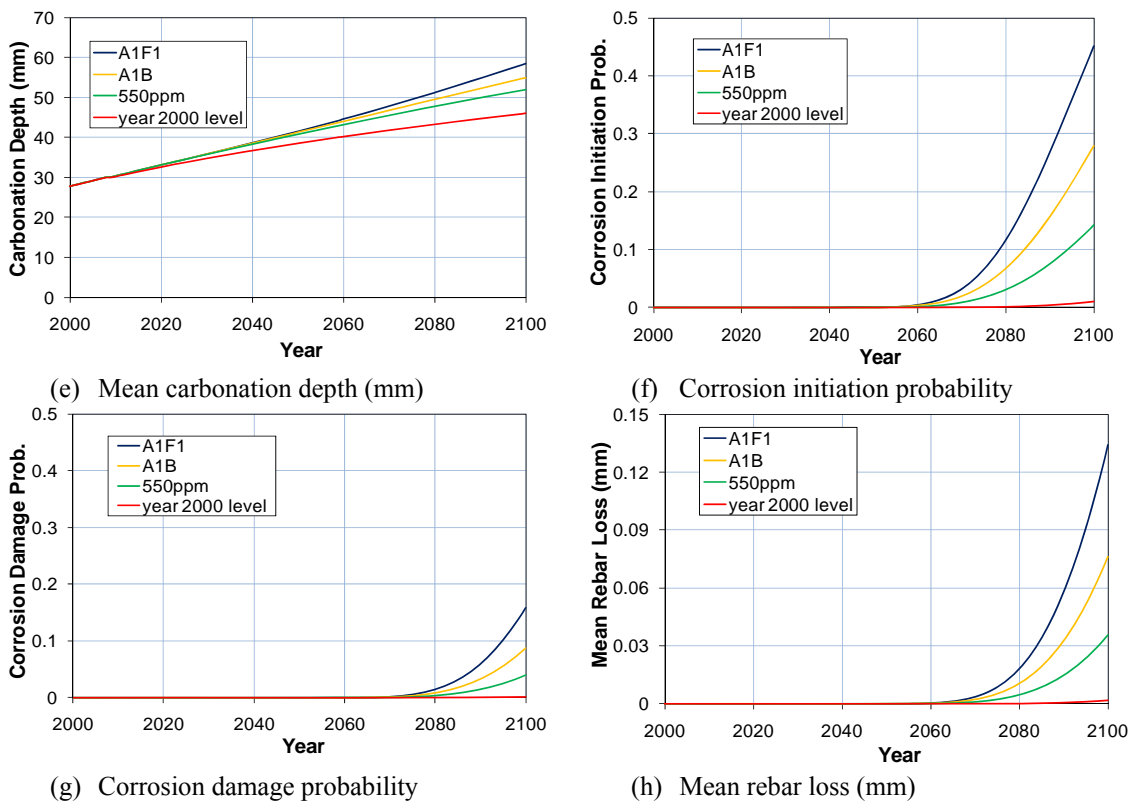 70
60
50
40
30
20
10
0
Carbonation Depth (mm)
A1F1
A1B
550ppm
year 2000 level
2000 2020 2040 2060 2080 2100
Year
(e) Mean carbonation depth (mm)
0.5
0.4
0.3
0.2
0.1
0
Corrosion Initiation Prob.
A1F1
A1B
550ppm
year 2000 level
2000 2020 2040 2060 2080 2100
Year
(f) Corrosion initiation probability
0.5
0.4
0.3
0.2
0.1
0
Corrosion Damage Prob.
A1F1
A1B
550ppm
year 2000 level
2000 2020 2040 2060 2080 2100
Year
(g) Corrosion damage probability
0.15
0.12
0.09
0.06
0.03
0
Mean Rebar Loss (mm)
A1F1
A1B
550ppm
year 2000 level
2000 2020 2040 2060 2080 2100
Year
(h) Mean rebar loss (mm)